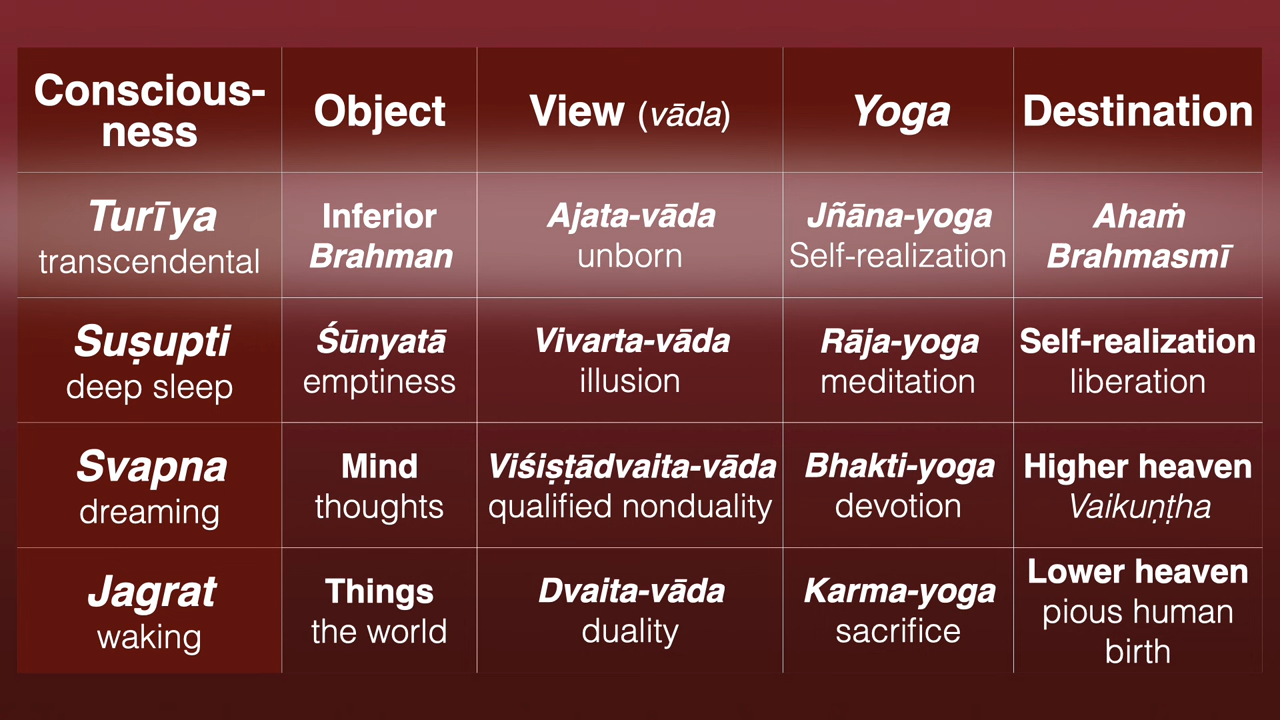 Conscious-
ness
Object
View (vāda)
Yoga
Destination
Turīya
transcendental
Inferior
Brahman
Ajata-vāda
unborn
Jñāna-yoga
Self-realization
Ahaṁ
Brahmasmī
Suṣupti
deep sleep
Śūnyatā
emptiness
Vivarta-vāda
illusion
Rāja-yoga
meditation
Self-realization
liberation
Svapna
dreaming
Mind
thoughts
Viśiṣṭādvaita-vāda
qualified nonduality
Bhakti-yoga
devotion
Higher heaven
Vaikuṇṭha
Jagrat
waking
Things
the world
Dvaita-vāda
duality
Karma-yoga
sacrifice
Lower heaven
pious human
birth